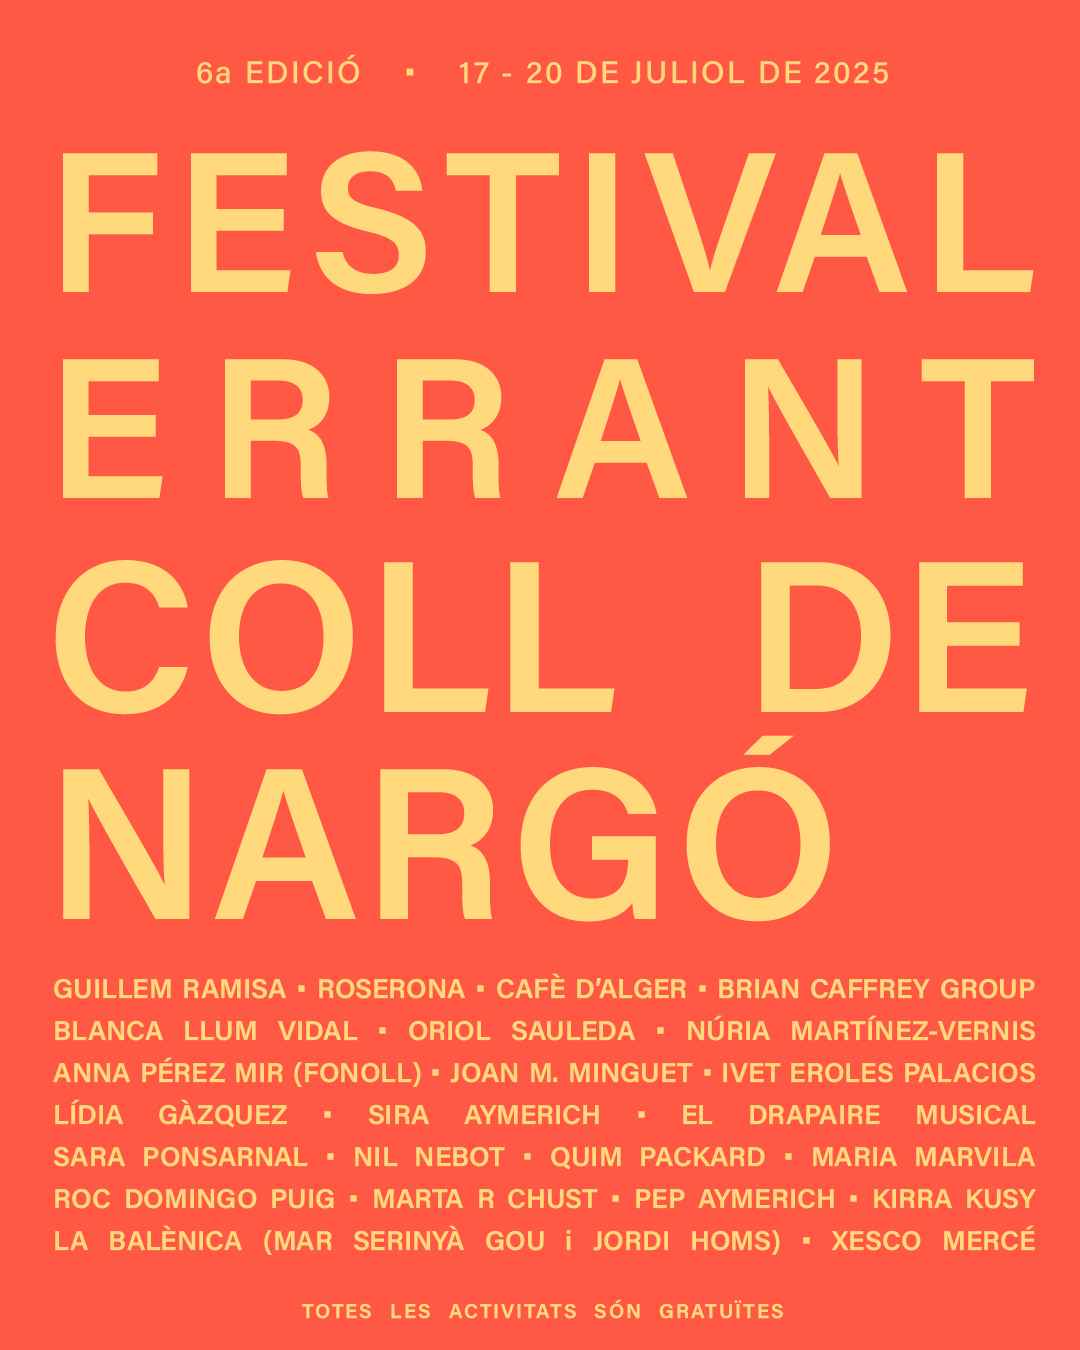 6a EDICIÓ ▪ 17 - 20 DE JULIOL DE 2025
FESTIVAL
ERRANT
COLL DE
NARGÓ
GUILLEM RAMISA ▪ ROSERONA ▪ CAFÈ D'ALGER ▪ BRIAN CAFFREY GROUP
BLANCA LLUM VIDAL ▪ ORIOL SAULEDA ▪ NÚRIA MARTÍNEZ-VERNIS
ANNA PÉREZ MIR (FONOLL) ▪ JOAN M. MINGUET ▪ IVET EROLES PALACIOS
LÍDIA GÀZQUEZ ▪ SIRA AYMERICH ▪ EL DRAPAIRE MUSICAL
SARA PONSARNAL ▪ NIL NEBOT ▪ QUIM PACKARD ▪ MARIA MARVILA
ROC DOMINGO PUIG ▪ MARTA R CHUST ▪ PEP AYMERICH ▪ KIRRA KUSY
LA BALÈNICA (MAR SERINYÀ GOU i JORDI HOMS) ▪ XESCO MERCÉ
TOTES LES ACTIVITATS SÓN GRATUÏTES